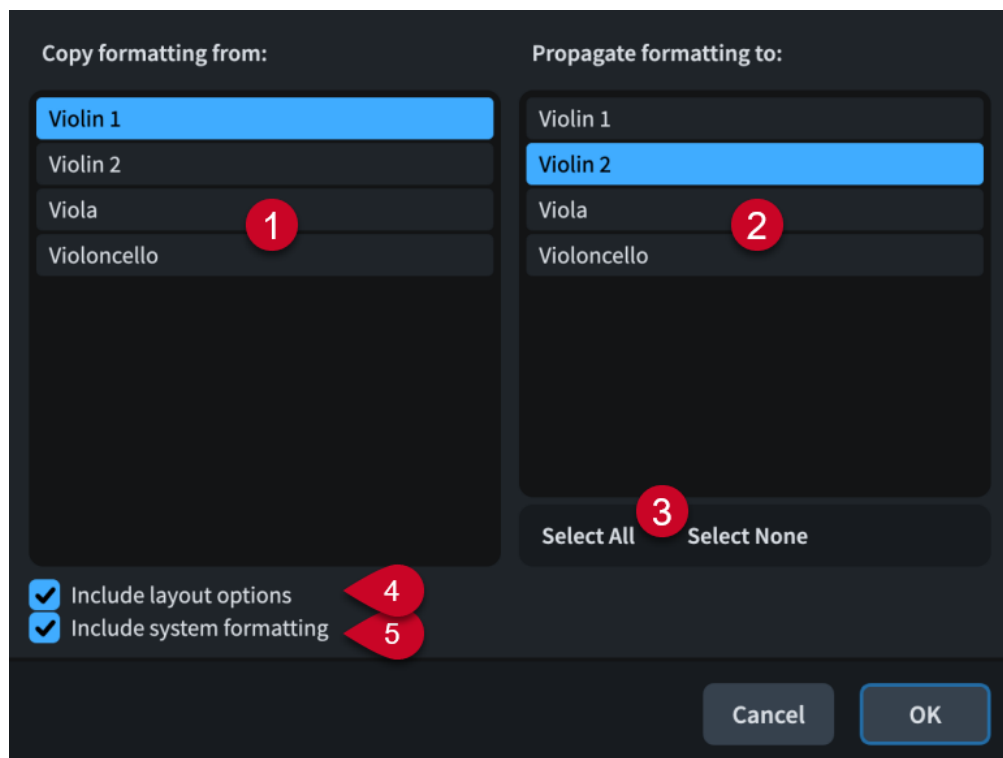 Copy formatting from:
Violin 1
Violin 2
Viola
Violoncello
1
Propagate formatting to:
Violin 1
Violin 2
Viola
Violoncello
2
Select All
3
Select None
Include layout options
4
Include system formatting
5
Cancel
OK